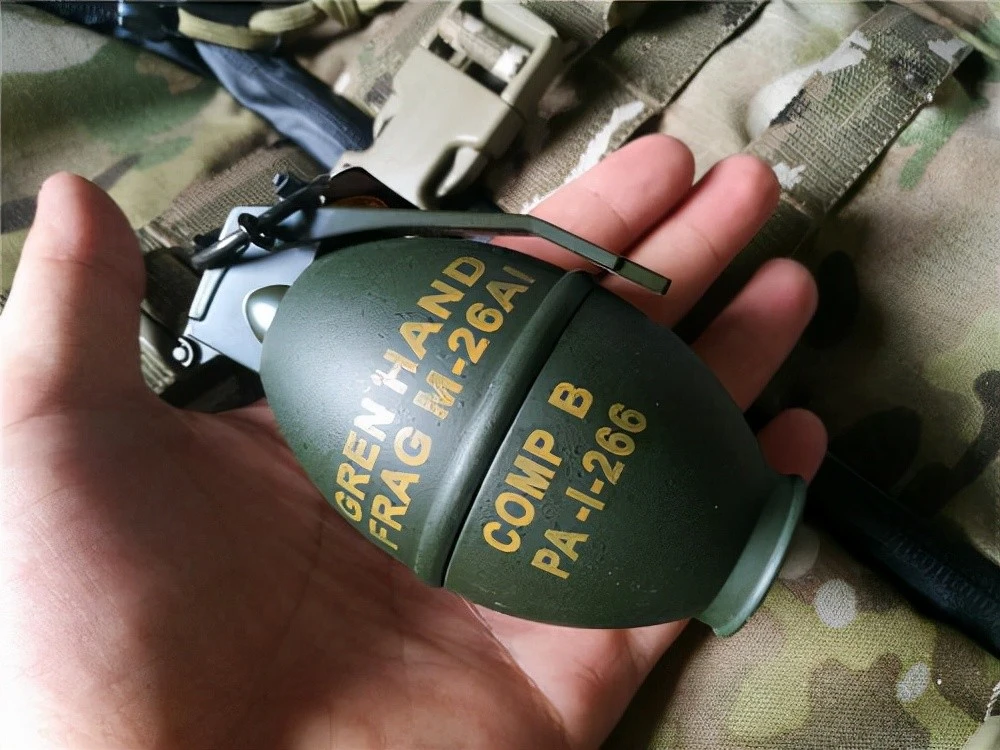 GREN HAND
FRAG M-26A1
COMP B
PA-I-266